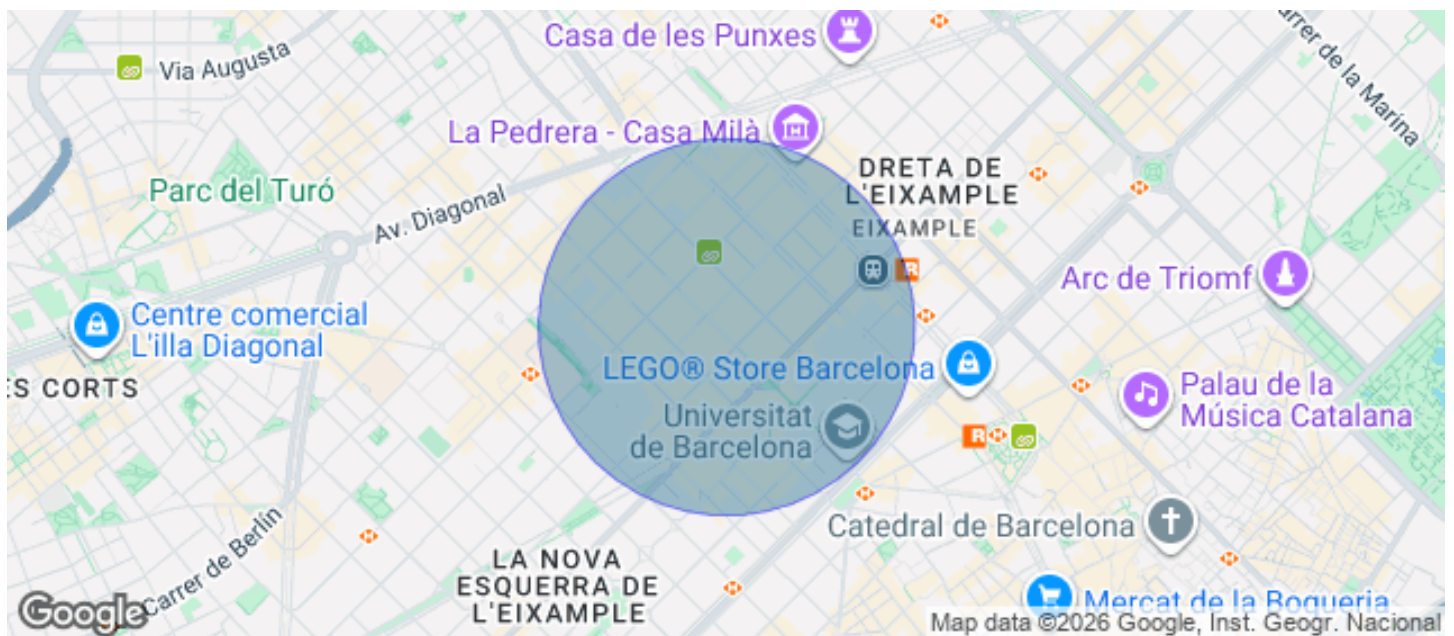 Casa de les Punxes
Carrer de la Marina
Via Augusta
La Pedrera - Casa Milà
DRETA DE
L'EIXAMPLE
EIXAMPLE
Parc del Turó
Av. Diagonal
R
Arc de Triomf
Centre comercial
L'illa Diagonal
LEGO® Store Barcelona
ES CORTS
Palau de la
Música Catalana
Universitat
de Barcelona
R
Catedral de Barcelona
Carrer de Berlín
LA NOVA
ESQUERRA DE
L'EIXAMPLE
Mercat de la Boqueria
Google
Map data ©2026 Google, Inst. Geogr. Nacional